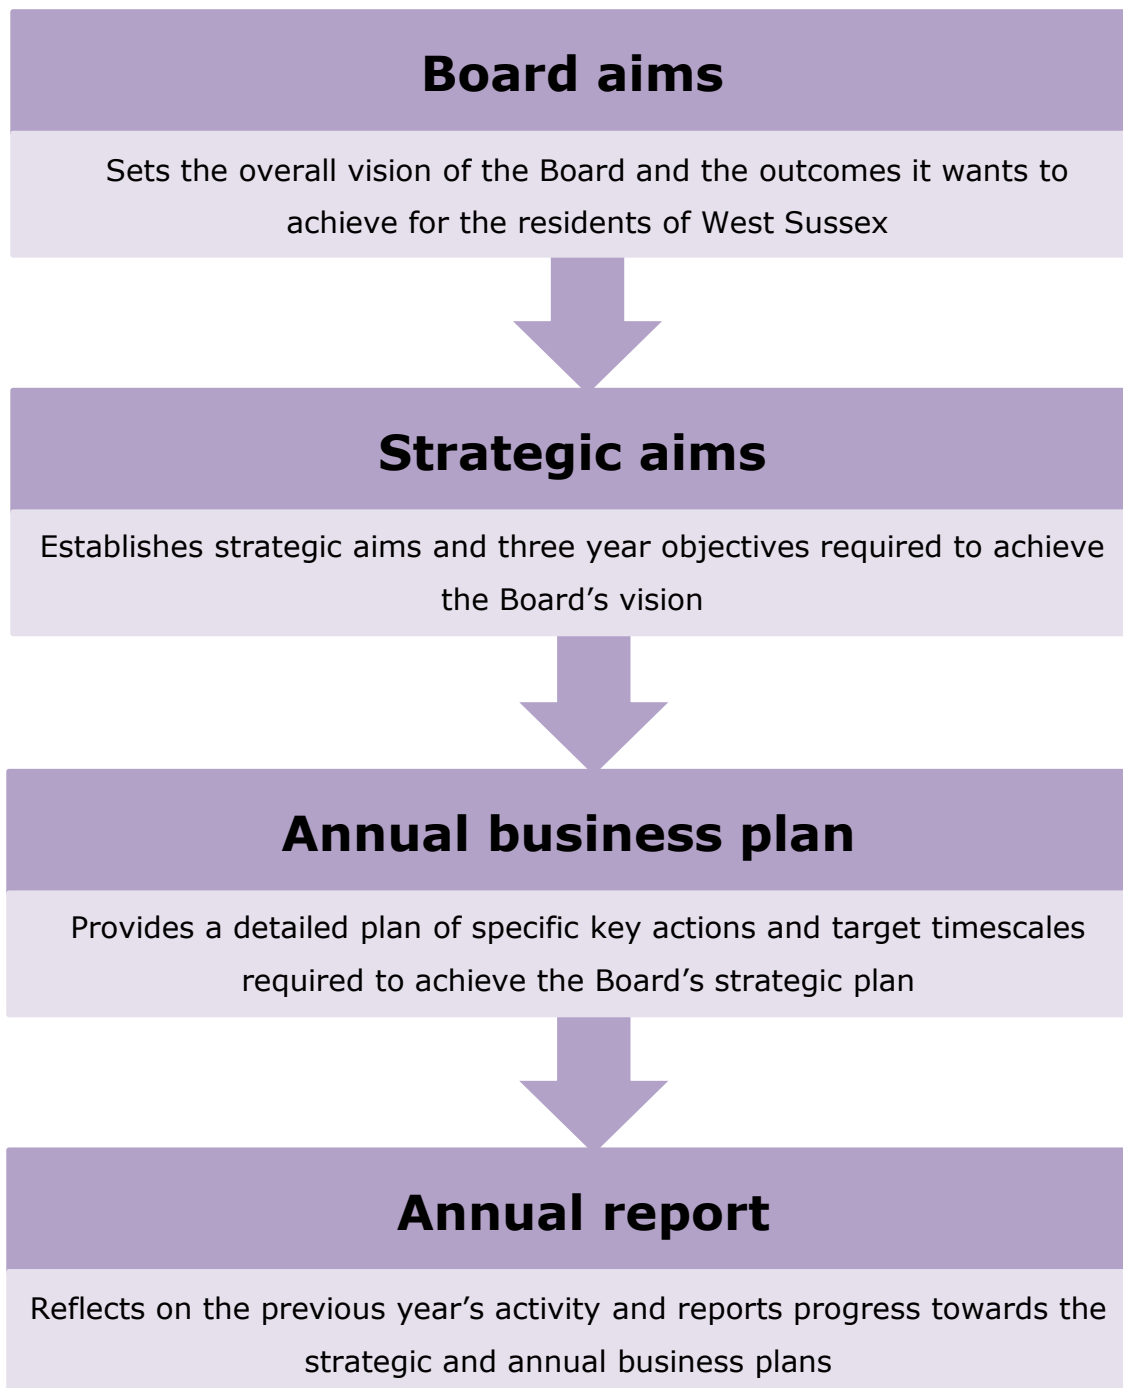 Board aims
Sets the overall vision of the Board and the outcomes it wants to
achieve for the residents of West Sussex
Strategic aims
Establishes strategic aims and three year objectives required to achieve
the Board’s vision
Annual business plan
Provides a detailed plan of specific key actions and target timescales
required to achieve the Board’s strategic plan
Annual report
Reflects on the previous year’s activity and reports progress towards the
strategic and annual business plans